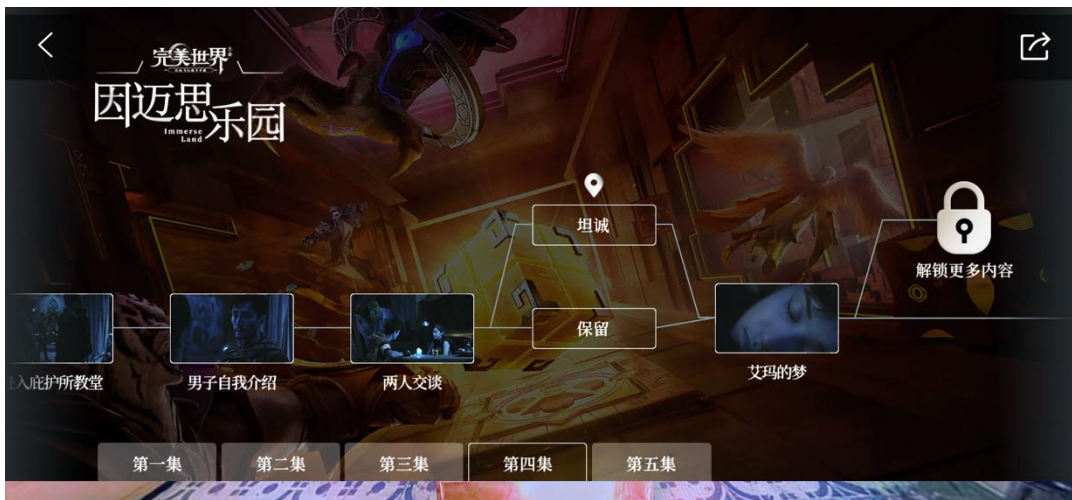 完美世界
因迈思乐园
Immerse
Land
坦诚
解锁更多内容
保留
入庇护所教堂
男子自我介绍
两人交谈
艾玛的梦
第一集
第二集
第三集
第四集
第五集